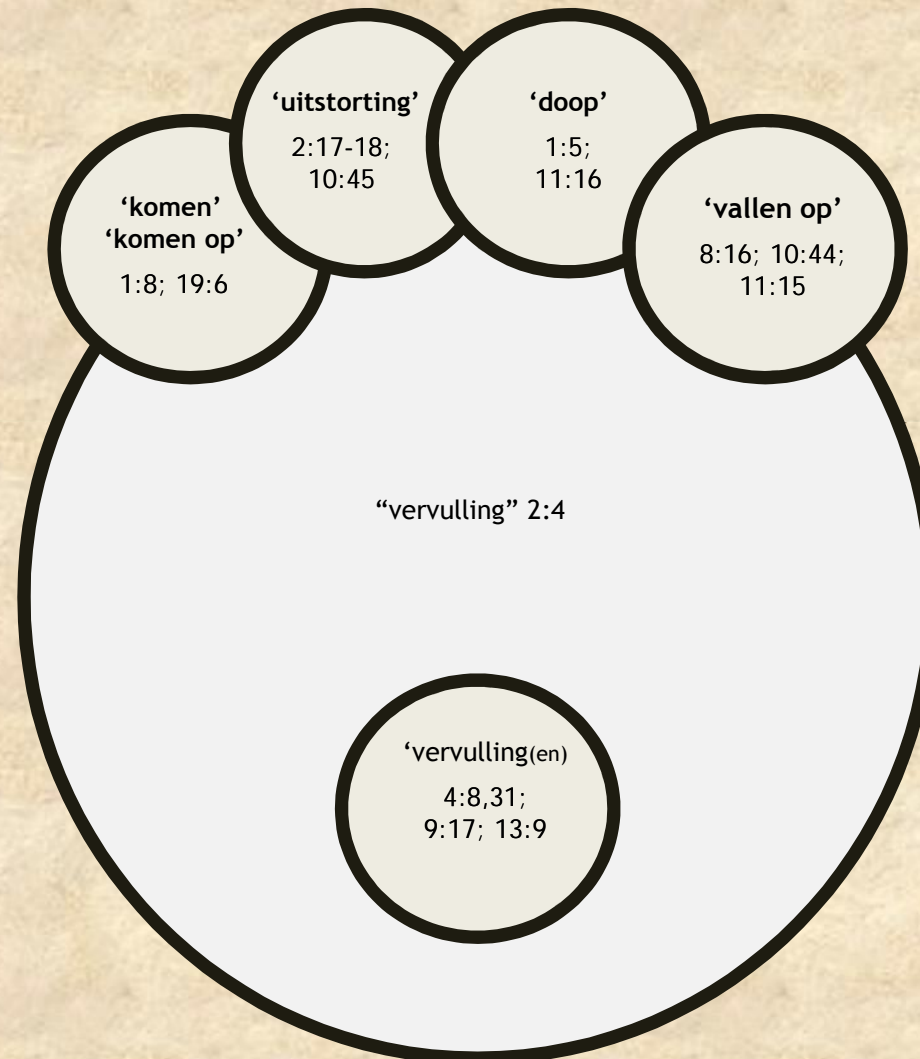 ‘uitstorting’
2:17-18;
10:45
‘doop’
1:5;
11:16
‘komen’
‘komen op’
1:8; 19:6
‘vallen op’
8:16; 10:44;
11:15
“vervulling” 2:4
‘vervulling(en)
4:8,31;
9:17; 13:9